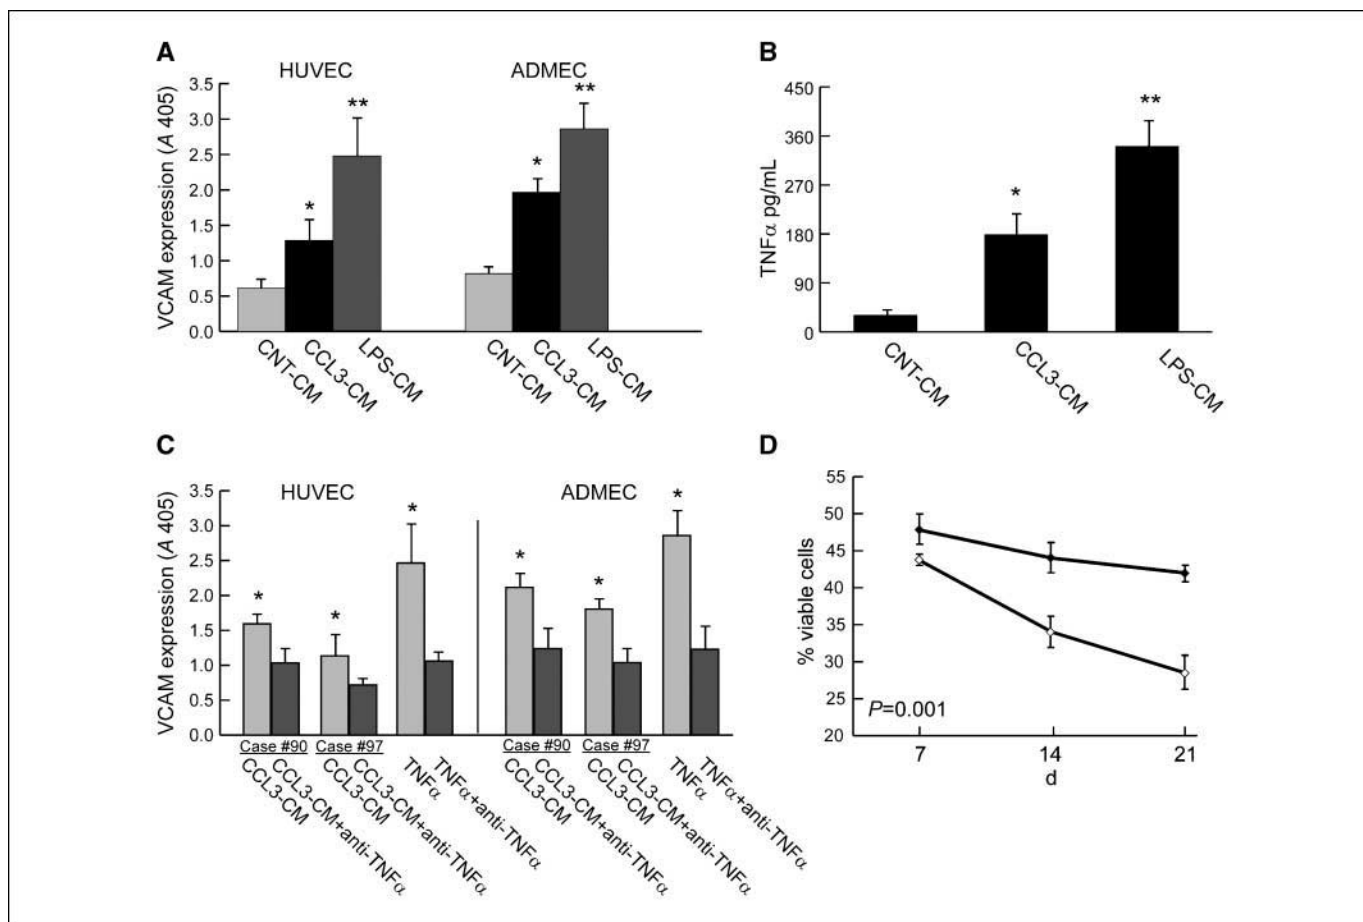 A
HUVEC
ADMEC
VCAM expression (A 405)
3.5
3.0
2.5
2.0
1.5
1.0
0.5
0.0
*
**
*
**
CNT-CM
CCL3-CM
LPS-CM
CNT-CM
CCL3-CM
LPS-CM
B
TNFα pg/mL
450
360
270
180
90
0
*
**
CNT-CM
CCL3-CM
LPS-CM
C
HUVEC
ADMEC
VCAM expression (A 405)
3.5
3.0
2.5
2.0
1.5
1.0
0.5
0.0
*
*
*
*
*
*
Case #90
Case #97
Case #90
Case #97
CCL3-CM
CCL3-CM+anti-TNFα
CCL3-CM
CCL3-CM+anti-TNFα
TNFα
TNFα+anti-TNFα
CCL3-CM
CCL3-CM+anti-TNFα
CCL3-CM
CCL3-CM+anti-TNFα
TNFα
TNFα+anti-TNFα
D
% viable cells
55
50
45
40
35
30
25
20
P=0.001
7
14
21
d